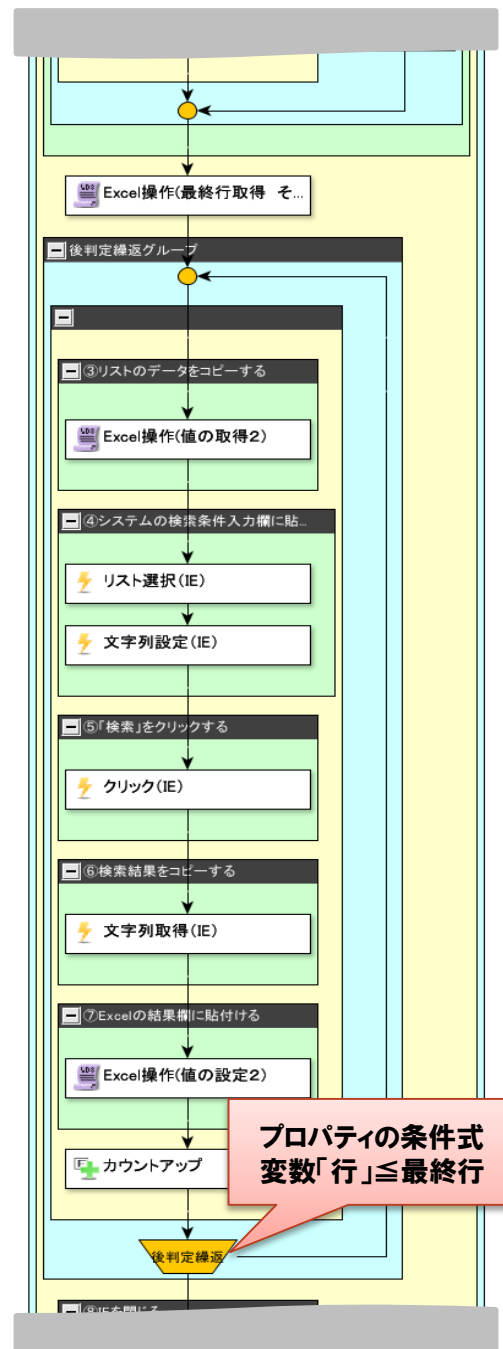 Excel操作(最終行取得 そ...
後判定繰返グループ
③リストのデータをコピーする
Excel操作(値の取得2)
④システムの検索条件入力欄に貼...
リスト選択(IE)
文字列設定(IE)
⑤「検索」をクリックする
クリック(IE)
⑥検索結果をコピーする
文字列取得(IE)
⑦Excelの結果欄に貼付ける
Excel操作(値の設定2)
カウントアップ
プロパティの条件式
変数「行」≦最終行
後判定繰返
⑧IEを閉じる